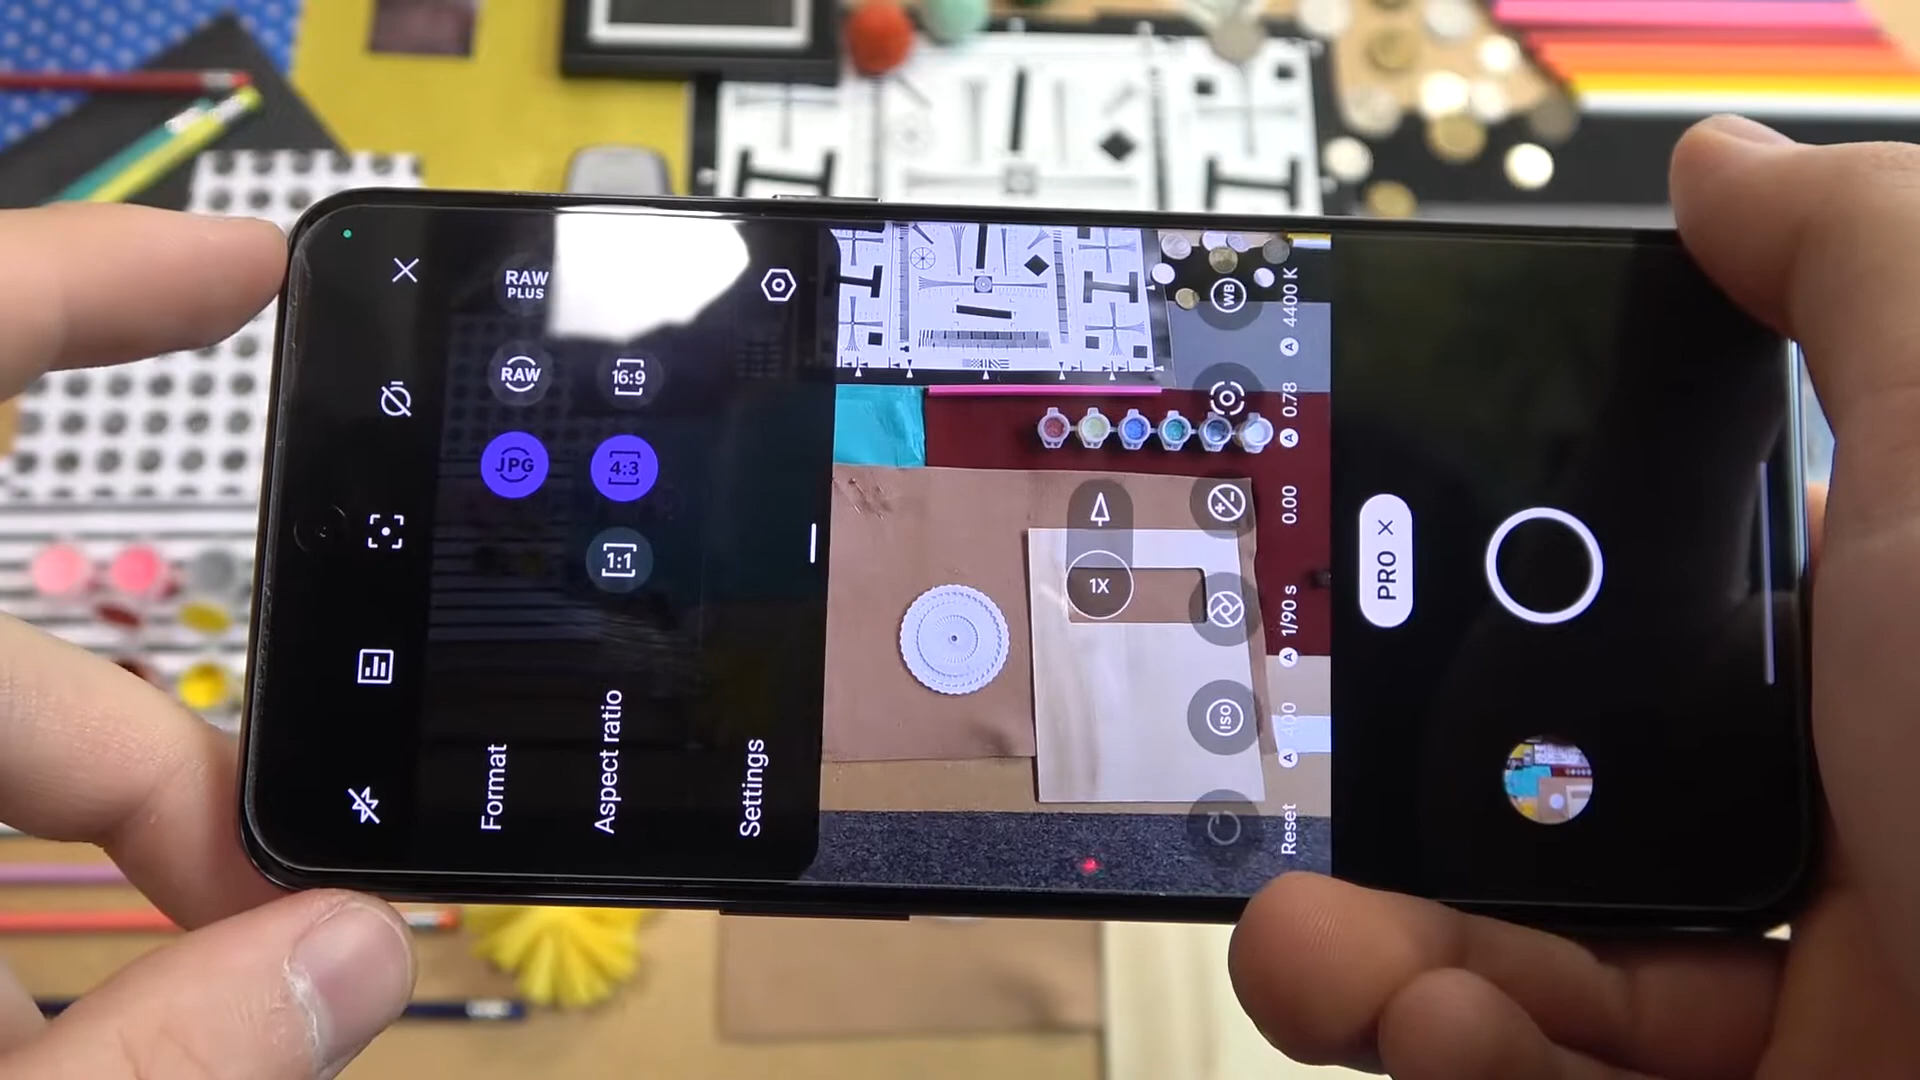 Format
JPG
RAW
RAW
PLUS
Aspect ratio
1:1
4:3
16:9
Settings
1X
ISO
WB
Reset
A 400
A 1/90 s
0.00
A 0.78
A 4400 K
PRO ×